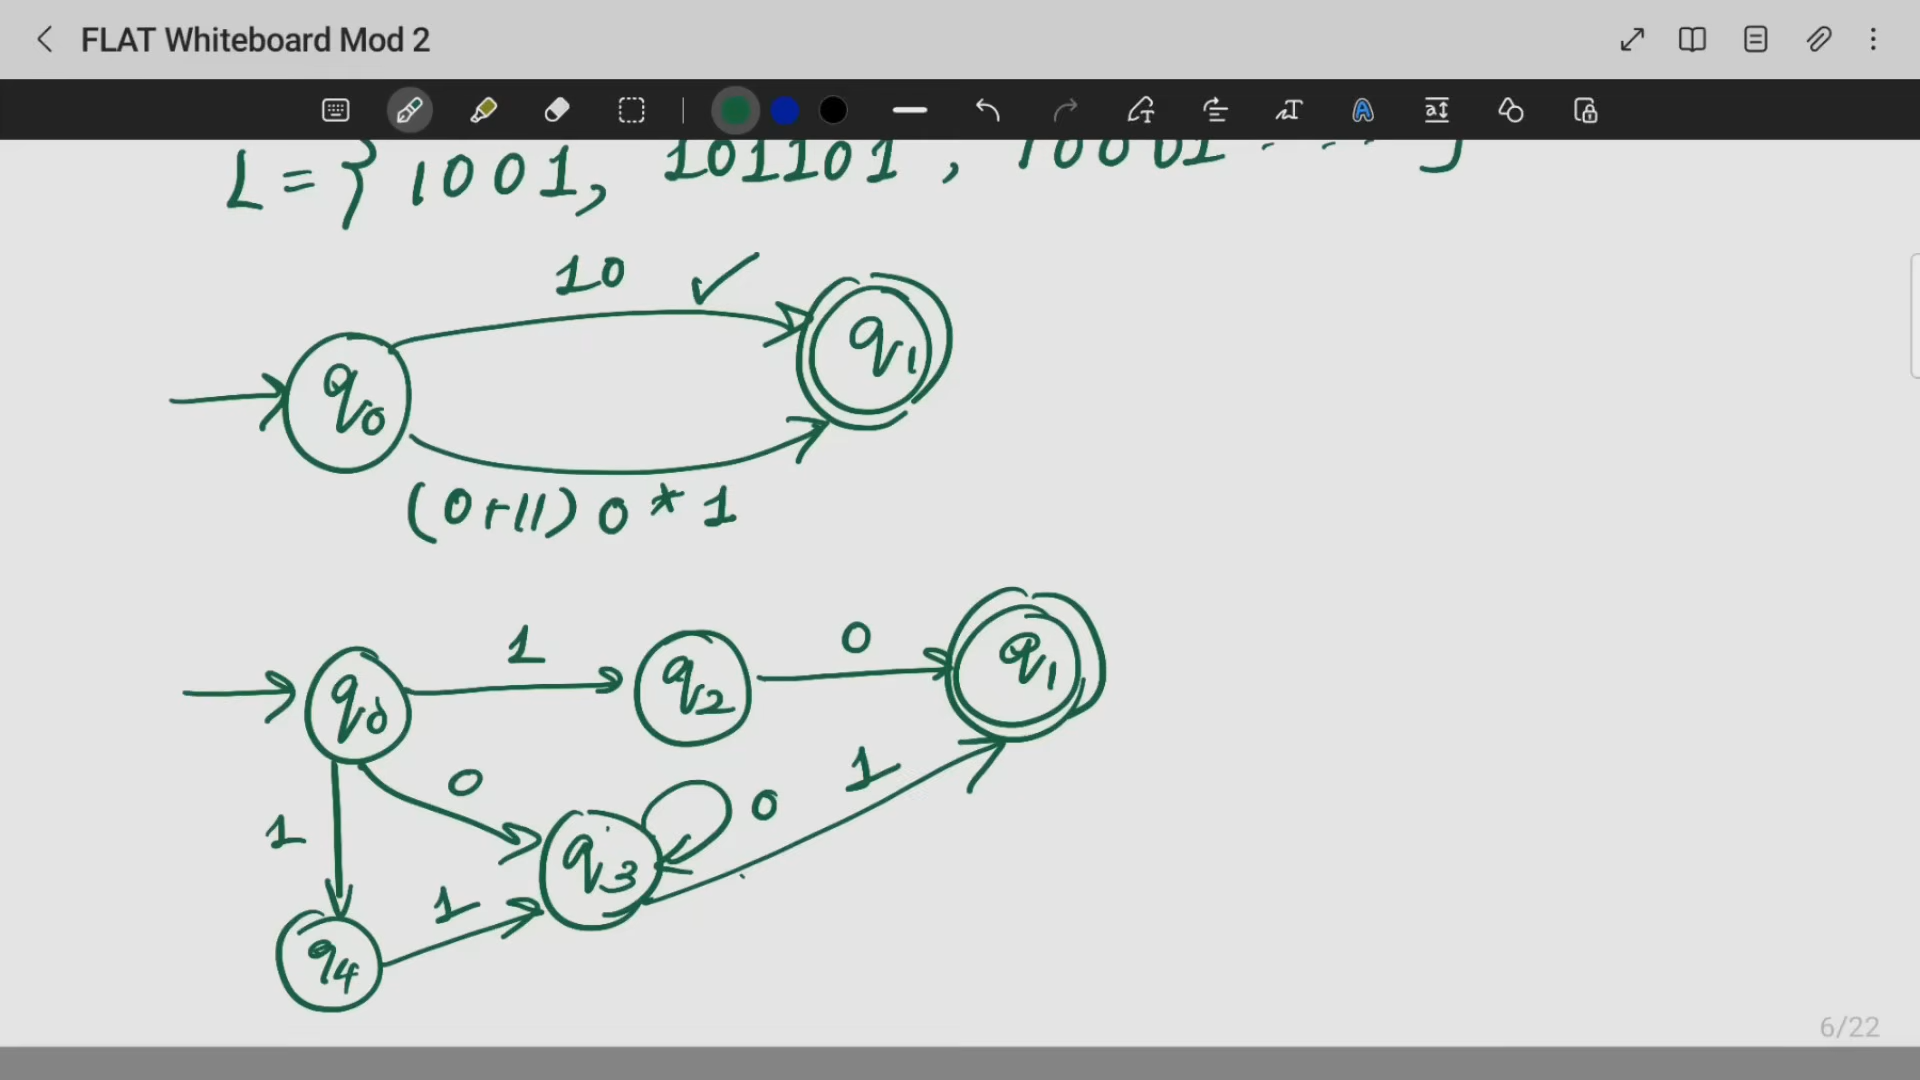 FLAT Whiteboard Mod 2
L = { 1001, 101101, 10001 ... }
10 ✓
q0 q1
(0+11) 0 * 1
1 0
q0 q2 q1
0 1
1 0
q3
1
q4
6/22